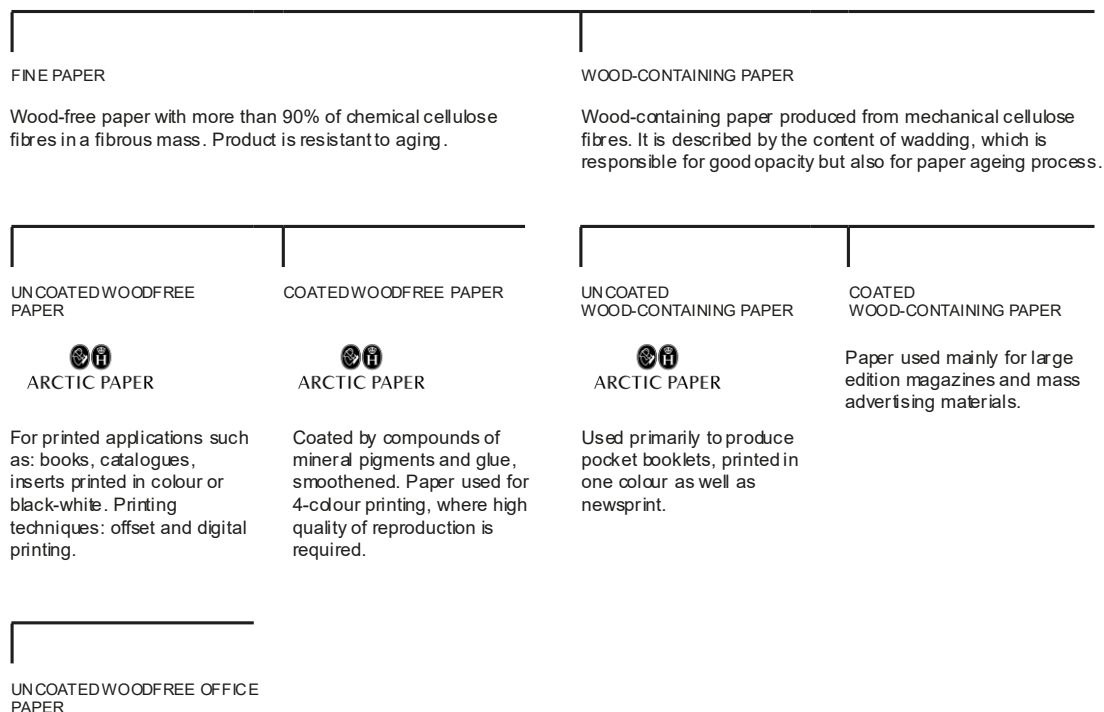 FINE PAPER
Wood-free paper with more than 90% of chemical cellulose
fibres in a fibrous mass. Product is resistant to aging.
WOOD-CONTAINING PAPER
Wood-containing paper produced from mechanical cellulose
fibres. It is described by the content of wadding, which is
responsible for good opacity but also for paper ageing process.
UNCOATED WOODFREE
PAPER
ARCTIC PAPER
For printed applications such
as: books, catalogues,
inserts printed in colour or
black-white. Printing
techniques: offset and digital
printing.
COATED WOODFREE PAPER
ARCTIC PAPER
Coated by compounds of
mineral pigments and glue,
smoothened. Paper used for
4-colour printing, where high
quality of reproduction is
required.
UNCOATED
WOOD-CONTAINING PAPER
ARCTIC PAPER
Used primarily to produce
pocket booklets, printed in
one colour as well as
newsprint.
COATED
WOOD-CONTAINING PAPER
Paper used mainly for large
edition magazines and mass
advertising materials.
UNCOATED WOODFREE OFFICE
PAPER